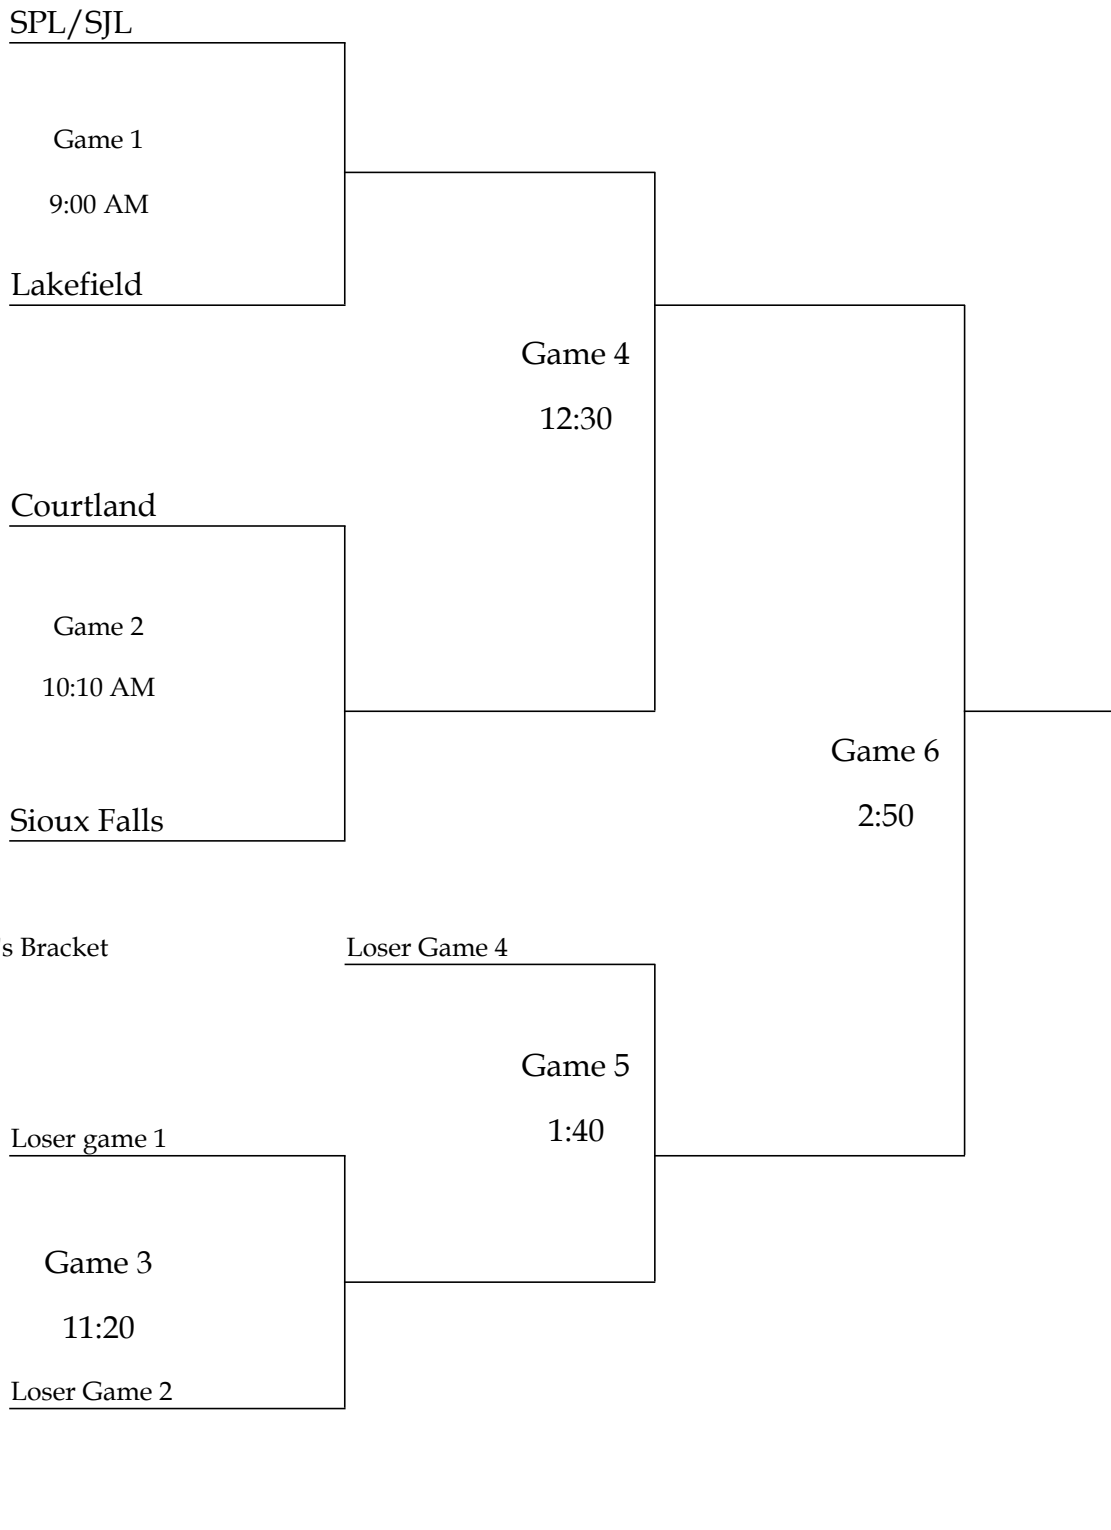 SPL/SJL
Game 1
9:00 AM
Lakefield
Game 4
12:30
Courtland
Game 2
10:10 AM
Game 6
2:50
Sioux Falls
's Bracket
Loser Game 4
Game 5
1:40
Loser game 1
Game 3
11:20
Loser Game 2